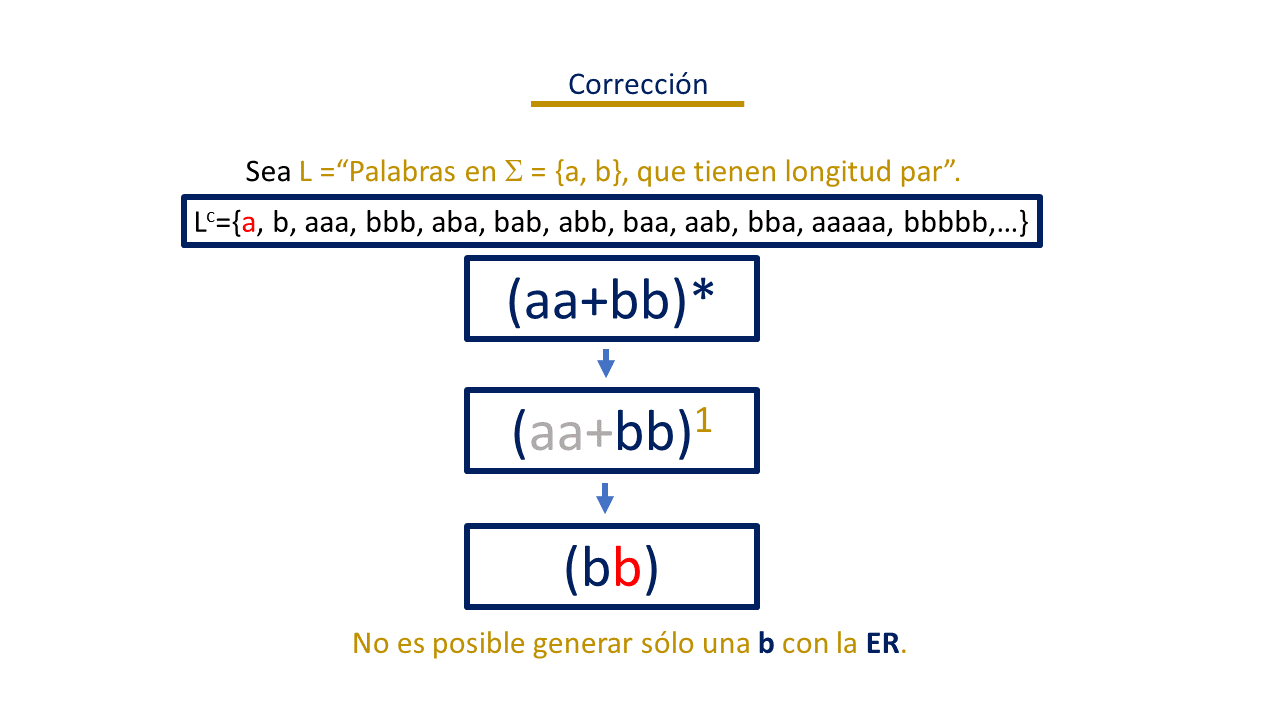 Corrección
Sea L =“Palabras en Σ = {a, b}, que tienen longitud par”.
Lᶜ={a, b, aaa, bbb, aba, bab, abb, baa, aab, bba, aaaaa, bbbbb,...}
(aa+bb)*
(aa+bb)¹
(bb)
No es posible generar sólo una b con la ER.